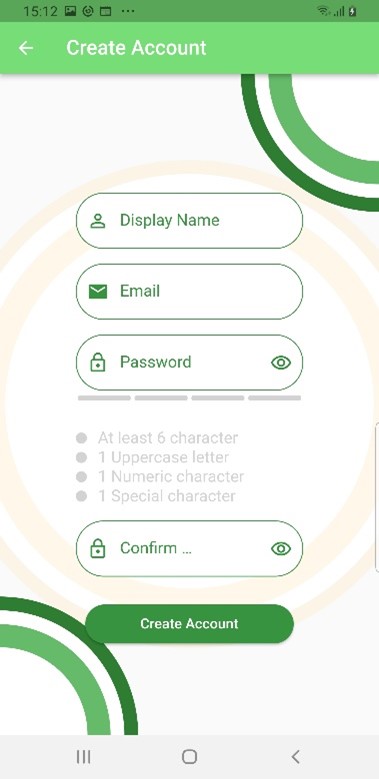 15:12
Create Account
Display Name
Email
Password
At least 6 character
1 Uppercase letter
1 Numeric character
1 Special character
Confirm ...
Create Account